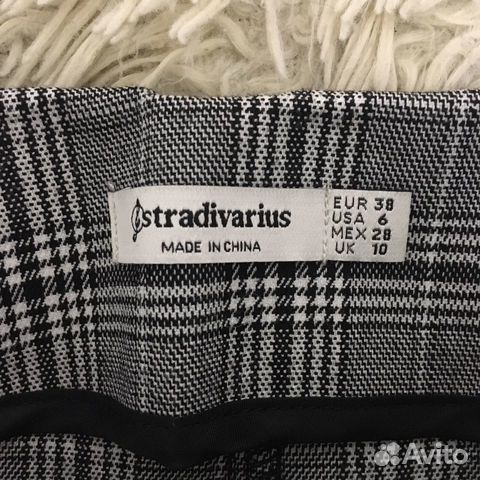 stradivarius
MADE IN CHINA
EUR 38
USA 6
MEX 28
UK 10
Avito